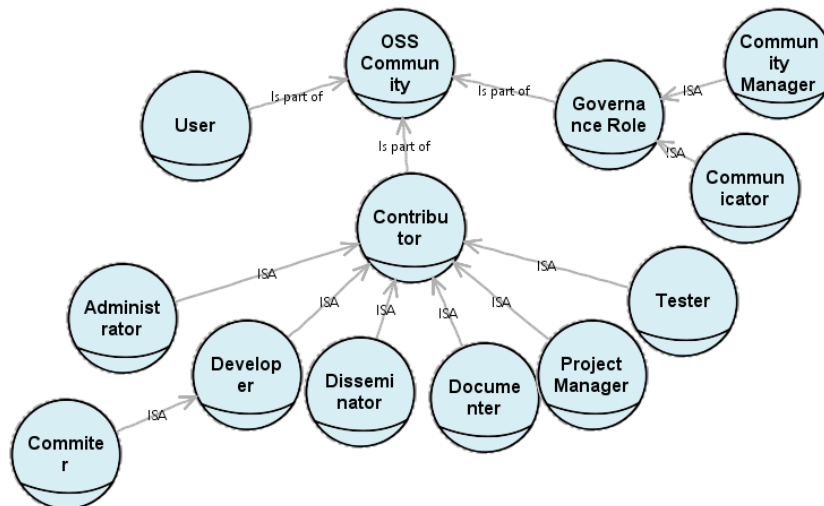 OSS
Commun
ity
Commun
ity
Manager
User
Is part of
Is part of
Governa
nce Role
ISA
ISA
Commun
icator
Is part of
Contribu
tor
Administ
rator
ISA
ISA
ISA
ISA
ISA
ISA
Tester
Develop
er
Dissemi
nator
Docume
nter
Project
Manager
ISA
Commite
r